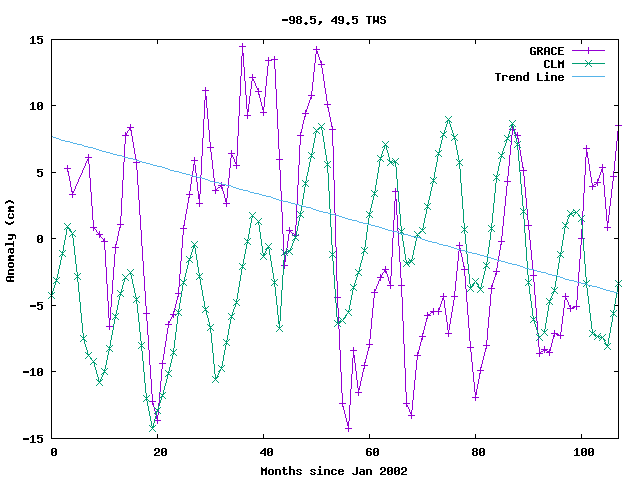 -98.5, 49.5 TWS
GRACE
CLM
Trend Line
15
10
5
0
-5
-10
-15
Anomaly (cm)
0 20 40 60 80 100
Months since Jan 2002